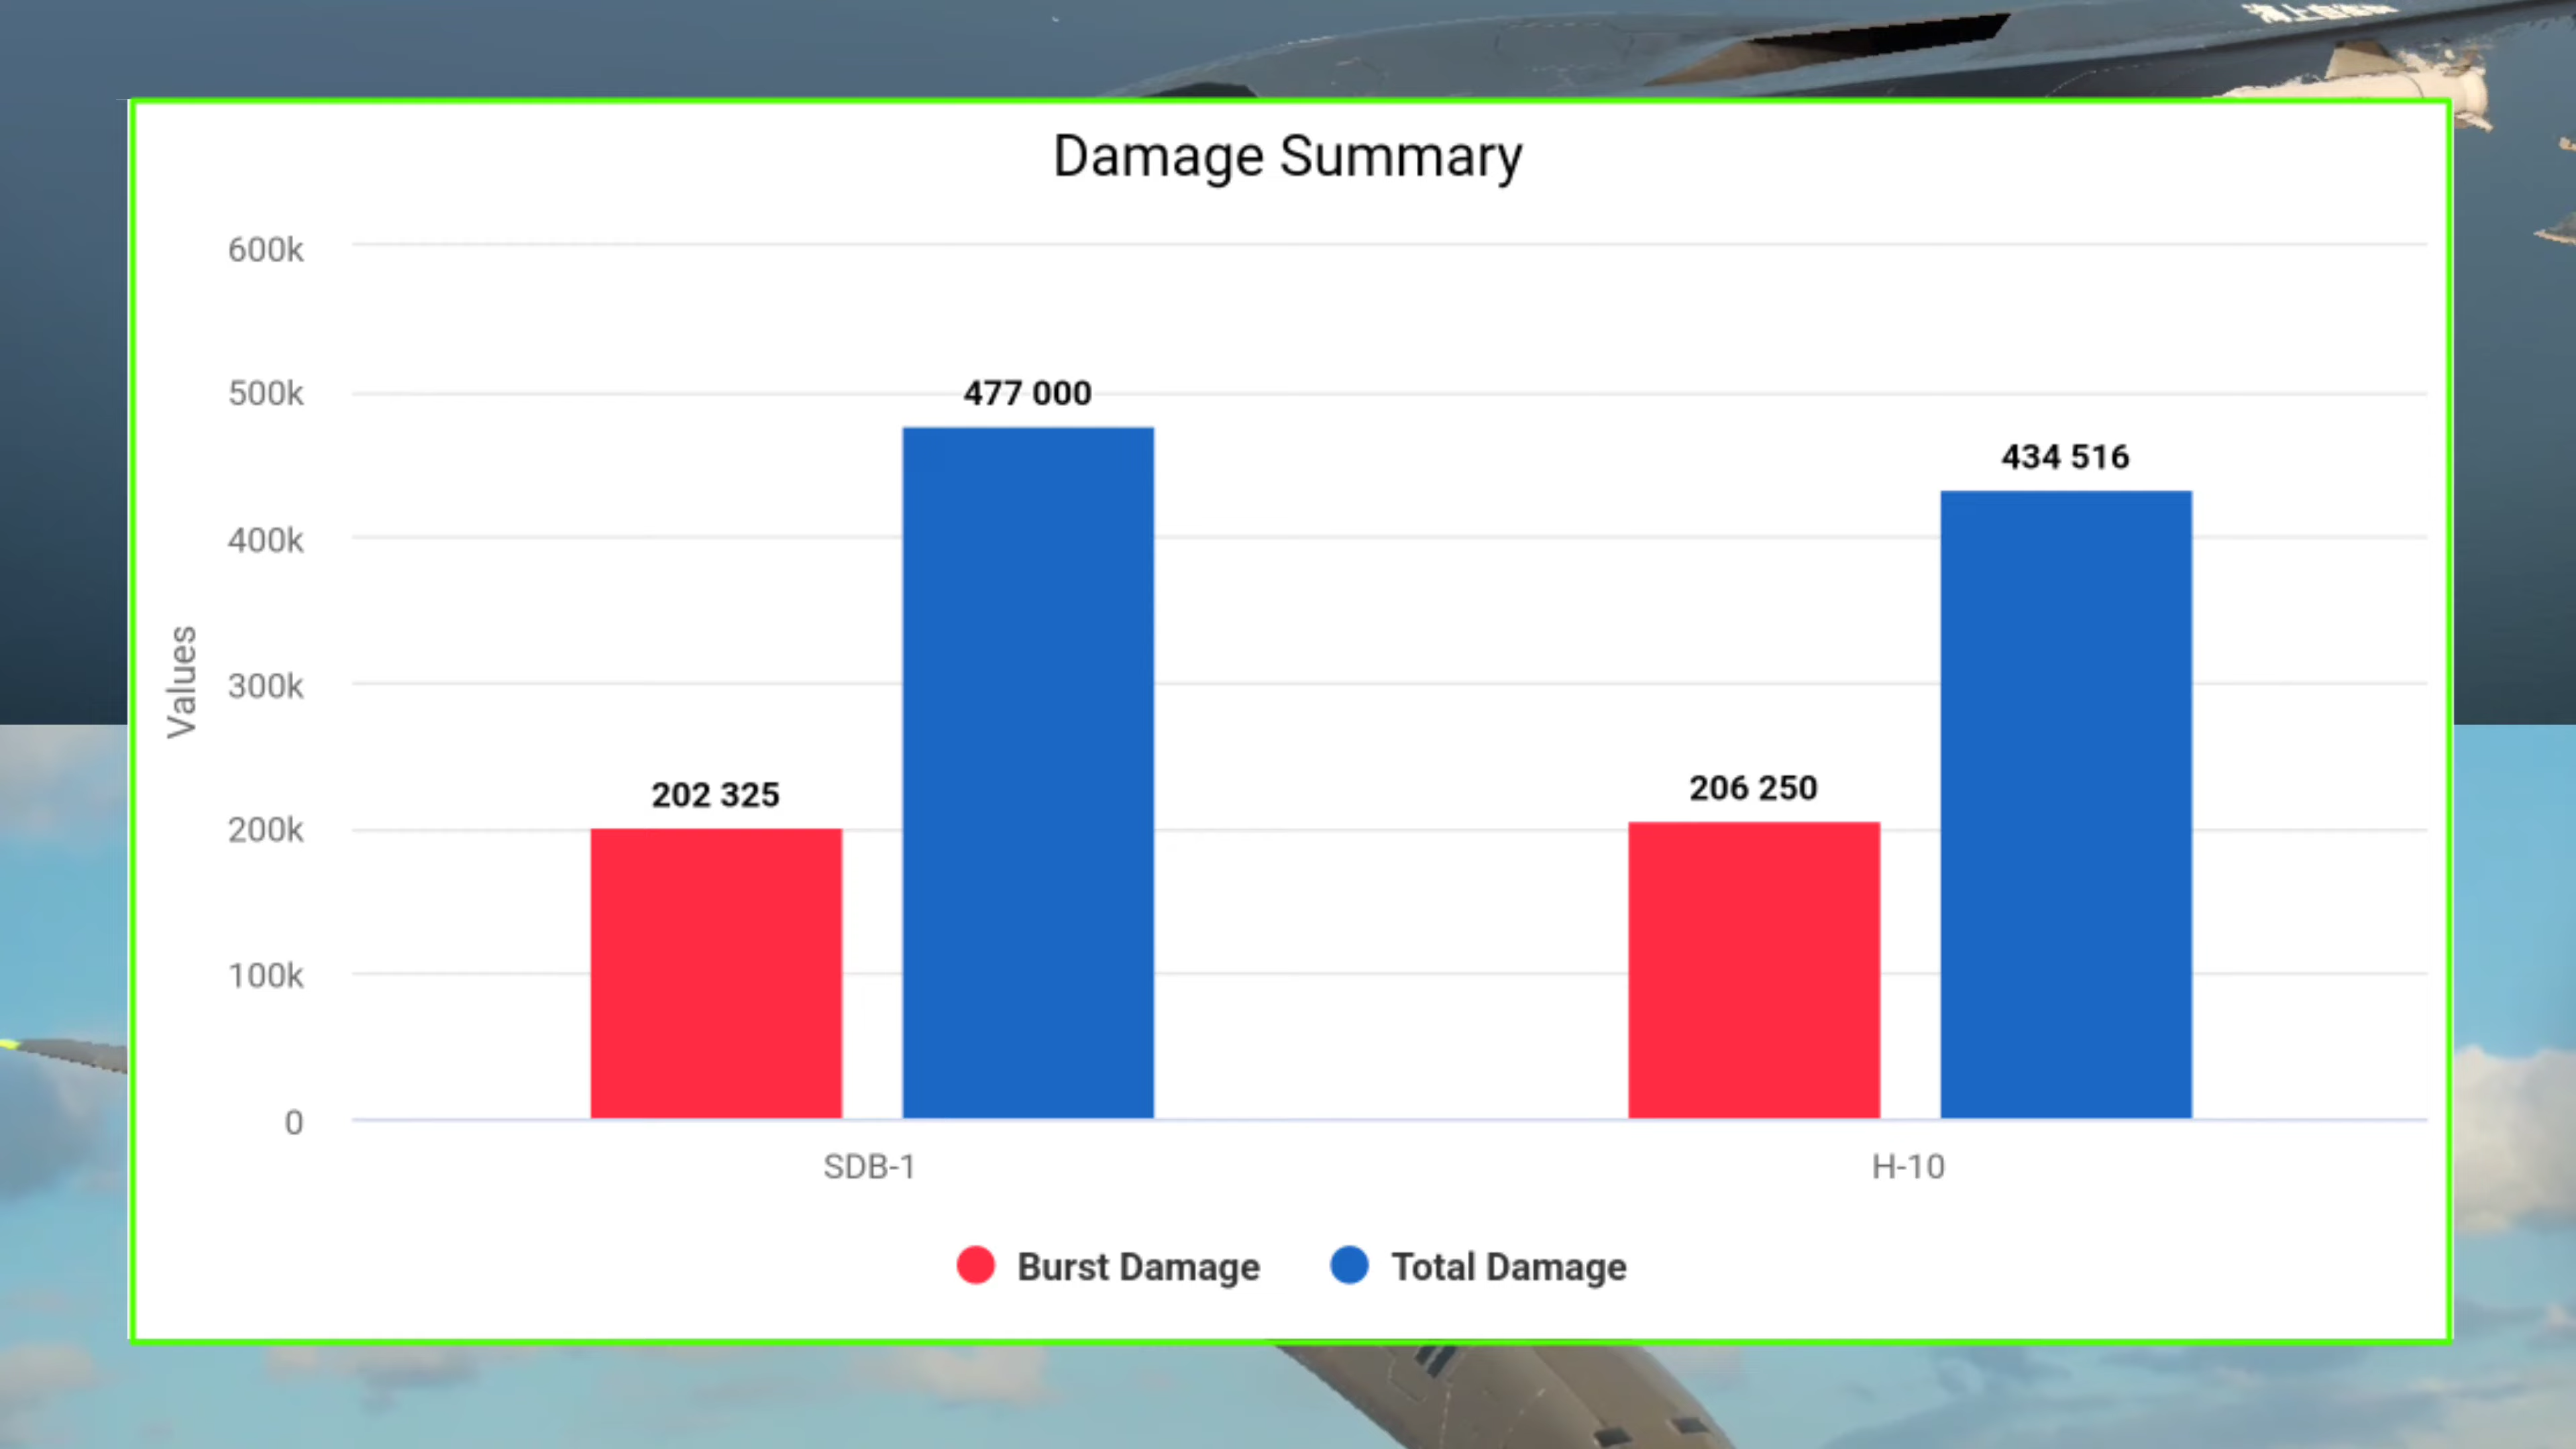 Damage Summary
600k
500k
400k
300k
200k
100k
0
Values
477 000
434 516
202 325
206 250
SDB-1
H-10
Burst Damage
Total Damage